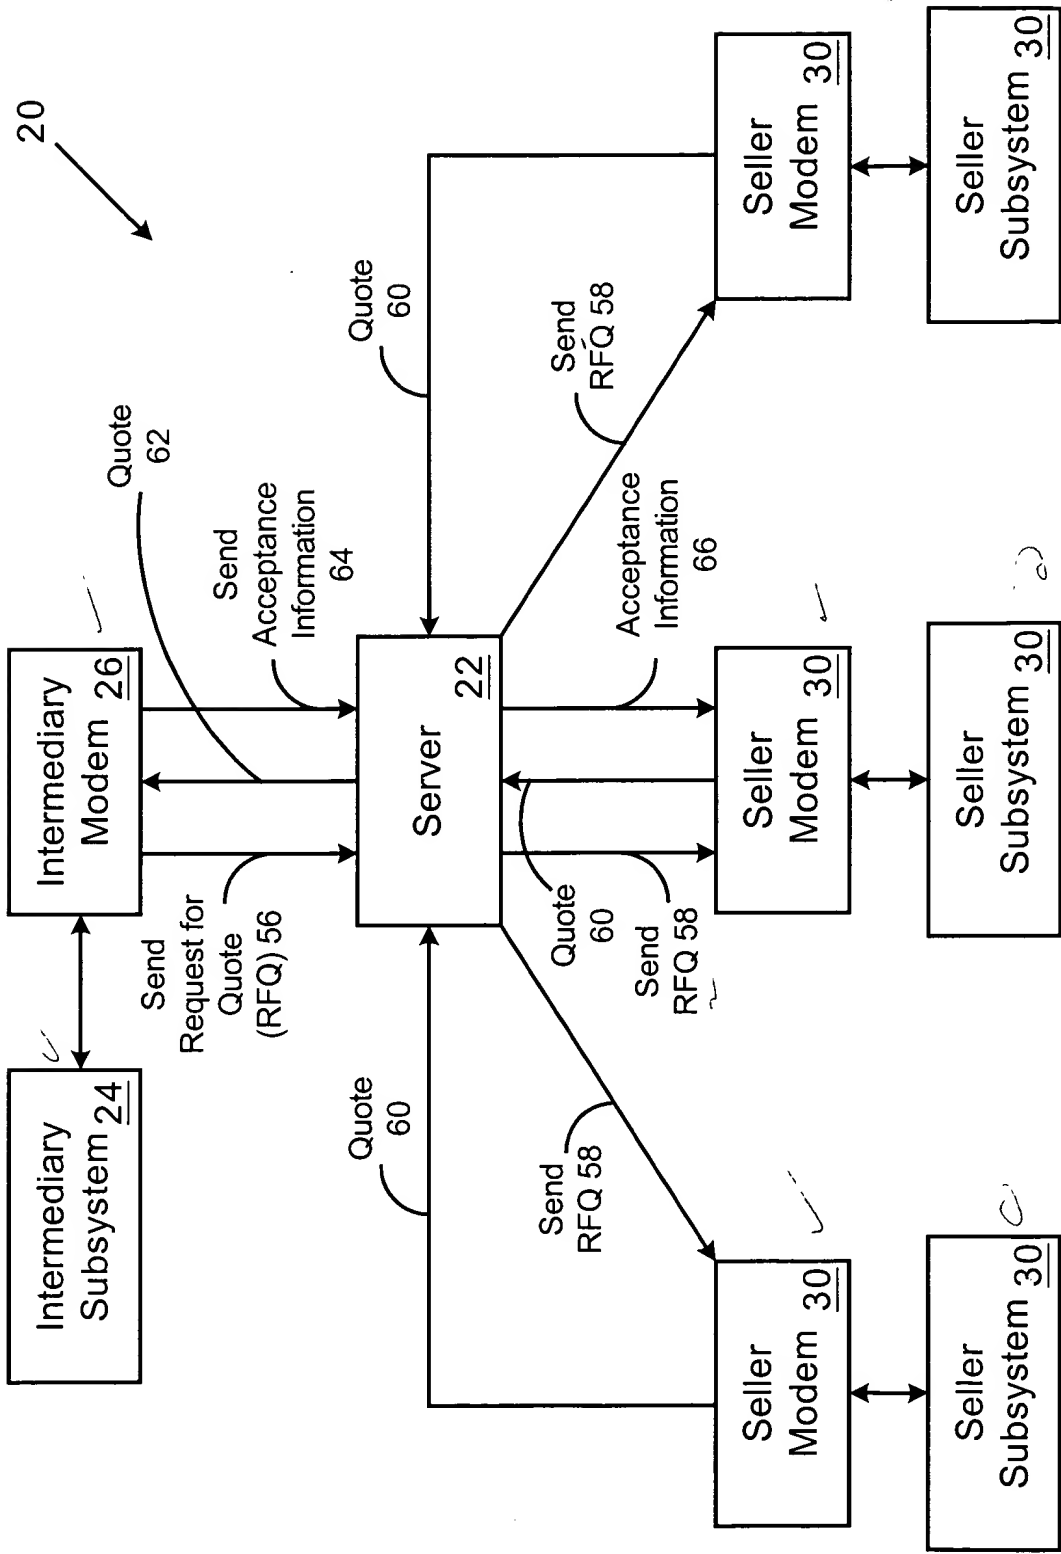 20
Intermediary
Subsystem 24
Intermediary
Modem 26
Send
Request for
Quote
(RFQ) 56
Quote
62
Send
Acceptance
Information
64
Server
22
Quote
60
Send
RFQ 58
Quote
60
Send
RFQ 58
Acceptance
Information
66
Quote
60
Send
RFQ 58
Seller
Modem 30
Seller
Modem 30
Seller
Modem 30
Seller
Subsystem 30
Seller
Subsystem 30
Seller
Subsystem 30